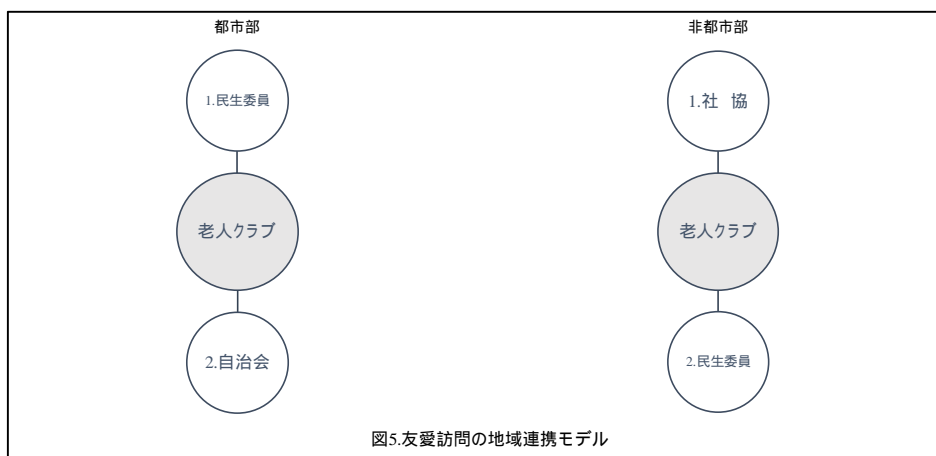 都市部
1.民生委員
老人クラブ
2.自治会
非都市部
1.社 協
老人クラブ
2.民生委員
図5.友愛訪問の地域連携モデル